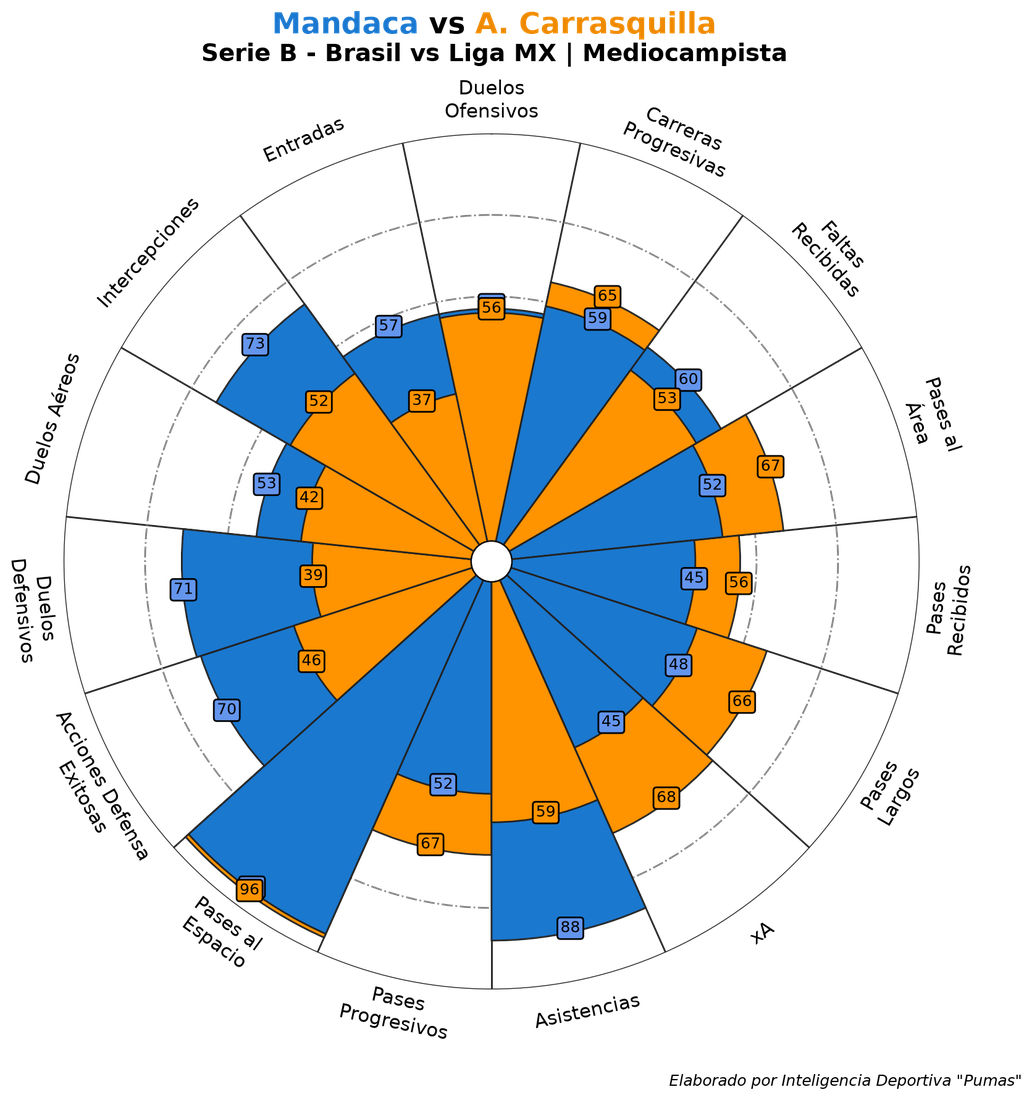 Mandaca vs A. Carrasquilla
Serie B - Brasil vs Liga MX | Mediocampista
Duelos
Ofensivos
56
Carreras
Progresivas
65
59
Faltas
Recibidas
60
53
Pases al
Área
67
52
Pases
Recibidos
45
56
Pases
Largos
48
66
xA
45
68
Asistencias
59
88
Pases
Progresivos
52
67
Pases al
Espacio
96
Acciones Defensa
Exitosas
46
70
Duelos
Defensivos
71
39
Duelos Aéreos
53
42
Intercepciones
73
52
Entradas
57
37
Elaborado por Inteligencia Deportiva "Pumas"